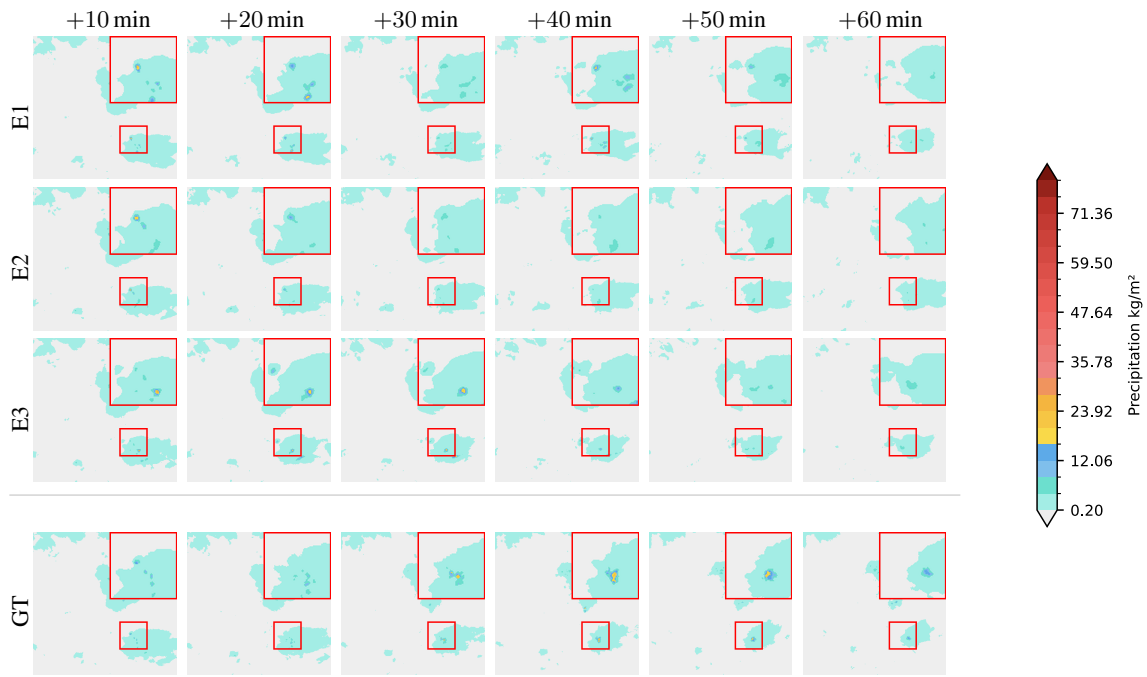 +10 min +20 min +30 min +40 min +50 min +60 min
E1
E2
E3
GT
71.36
59.50
47.64
35.78
23.92
12.06
0.20
Precipitation kg/m²